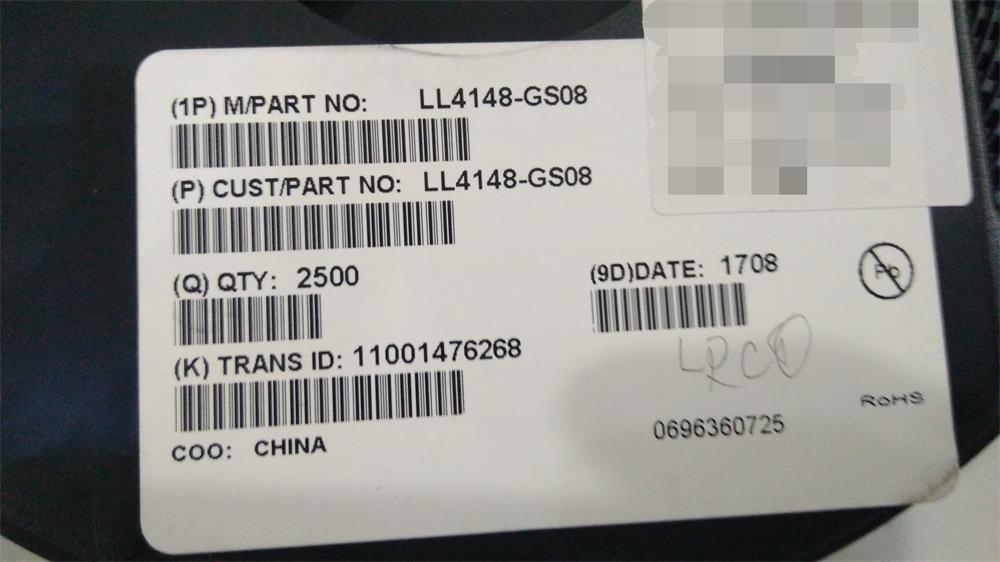 (1P) M/PART NO: LL4148-GS08
(P) CUST/PART NO: LL4148-GS08
(Q) QTY: 2500
(9D)DATE: 1708
Pb
(K) TRANS ID: 11001476268
RoHS
0696360725
COO: CHINA